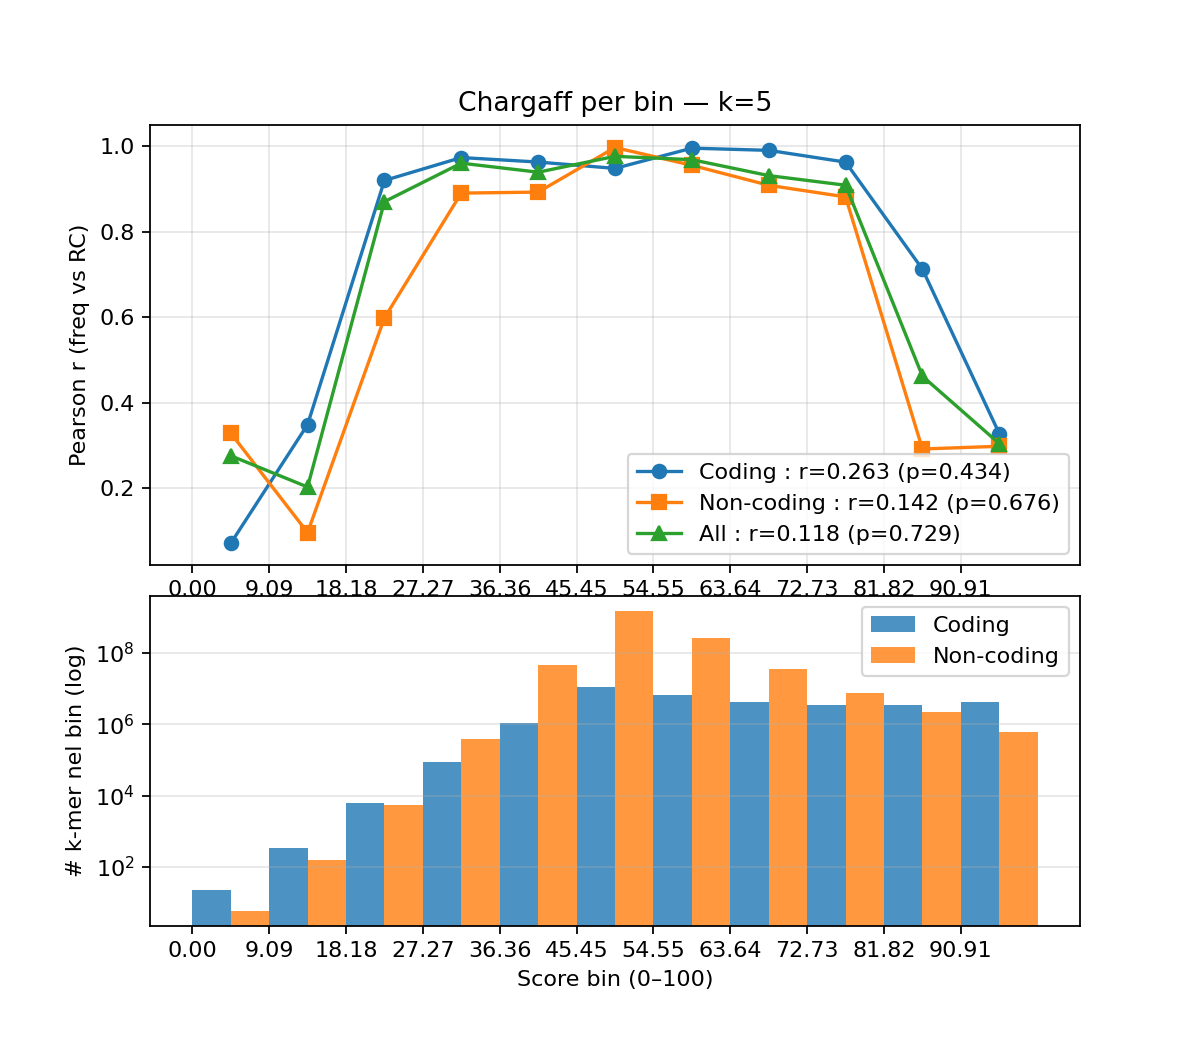 Chargaff per bin — k=5
Pearson r (freq vs RC)
1.0
0.8
0.6
0.4
0.2
Coding : r=0.263 (p=0.434)
Non-coding : r=0.142 (p=0.676)
All : r=0.118 (p=0.729)
0.00 9.09 18.18 27.27 36.36 45.45 54.55 63.64 72.73 81.82 90.91
# k-mer nel bin (log)
10⁸
10⁶
10⁴
10²
Coding
Non-coding
0.00 9.09 18.18 27.27 36.36 45.45 54.55 63.64 72.73 81.82 90.91
Score bin (0–100)